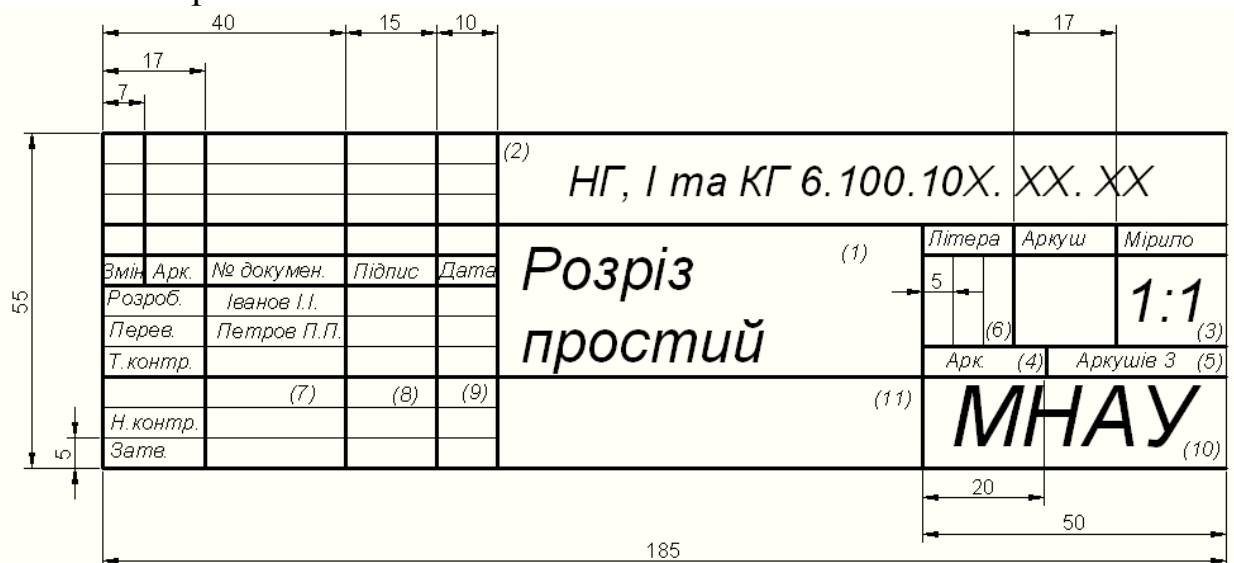 40 15 10 17
17
7
(2)
НГ, І та КГ 6.100.10Х. ХХ. ХХ
Літера Аркуш Мірило
Розріз (1)
Змін Арк. № докумен. Підпис Дата
5
Розроб. Іванов І.І.
1:1
55
Перев. Петров П.П.
(6) (3)
простий
Т.контр.
Арк. (4) Аркушів 3 (5)
(7) (8) (9) (11)
МНАУ
Н.контр.
5 Затв.
(10)
20
50
185